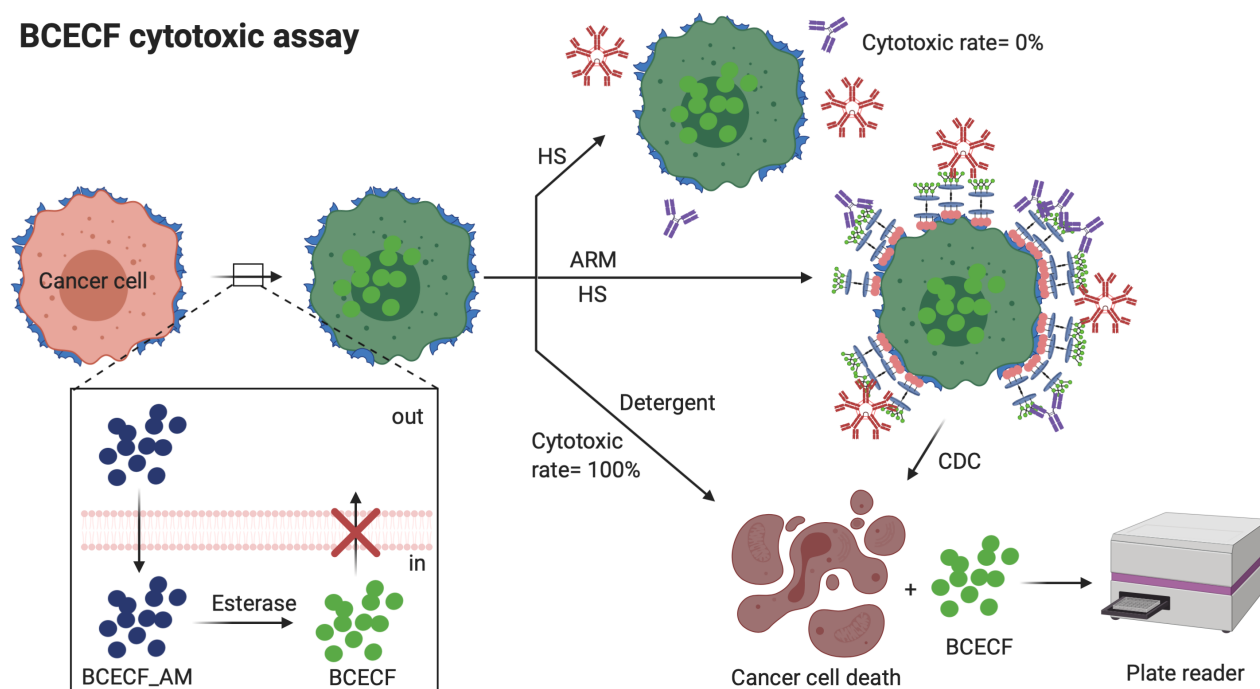 BCECF cytotoxic assay
Cytotoxic rate= 0%
HS
Cancer cell
ARM
HS
Detergent
Cytotoxic
rate= 100%
CDC
out
in
Esterase
BCECF_AM
BCECF
+
BCECF
Cancer cell death
Plate reader